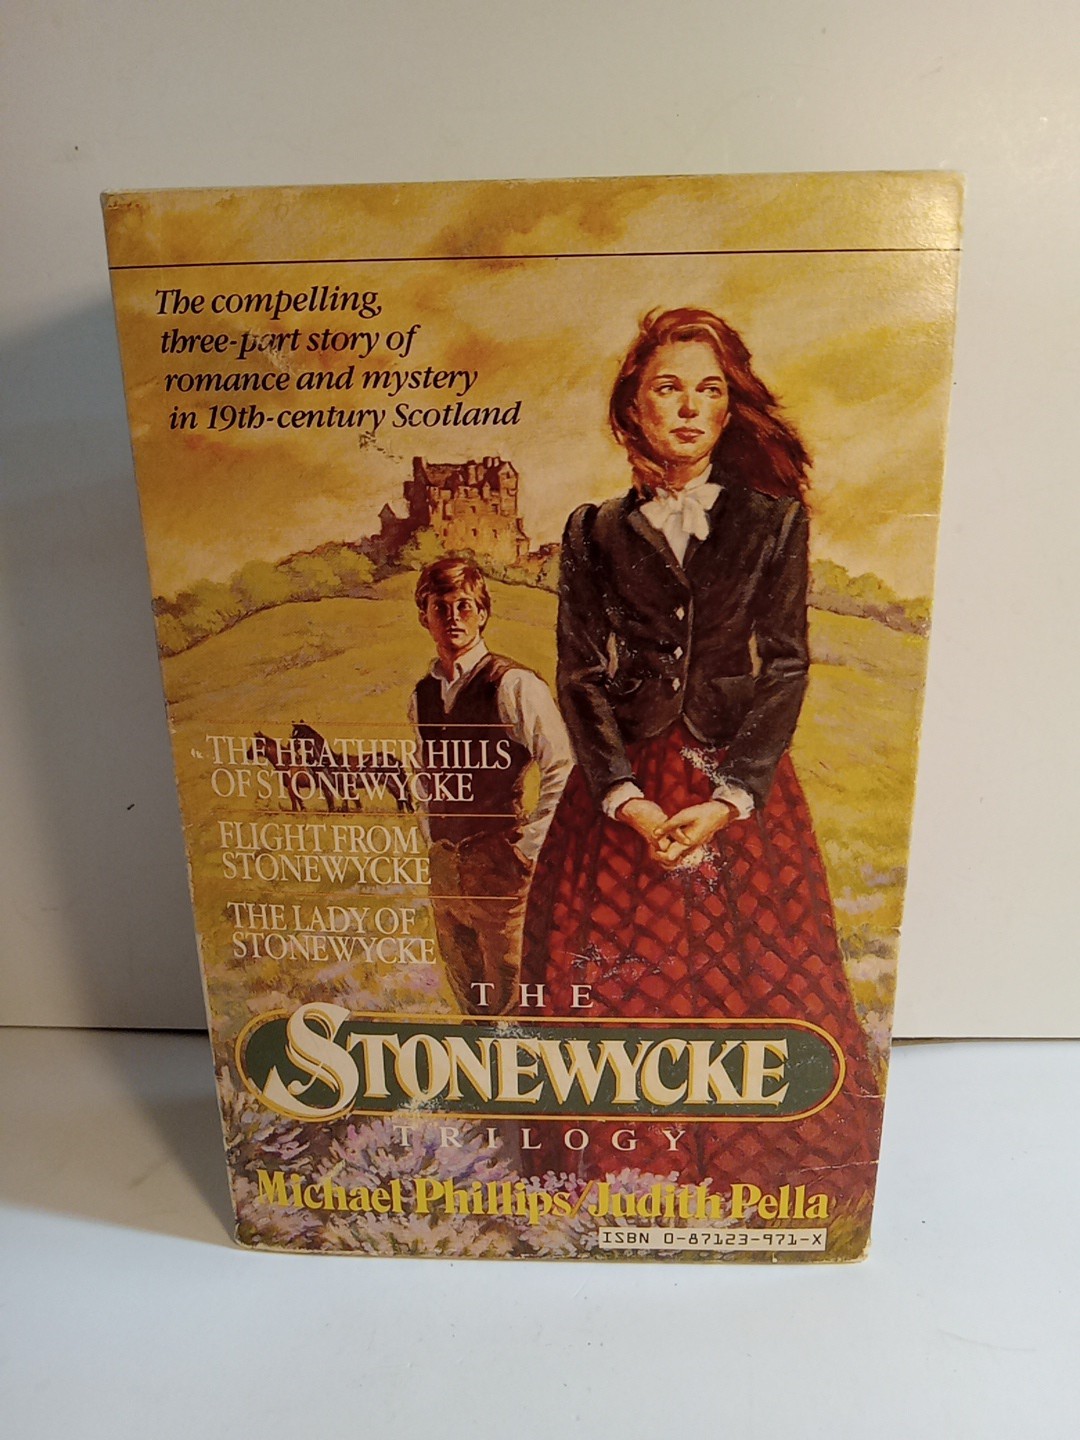 The compelling,
three-part story of
romance and mystery
in 19th-century Scotland
THE HEATHER HILLS
OF STONEWYCKE
FLIGHT FROM
STONEWYCKE
THE LADY OF
STONEWYCKE
THE
STONEWYCKE
TRILOGY
Michael Phillips/Judith Pella
ISBN 0-87123-971-X